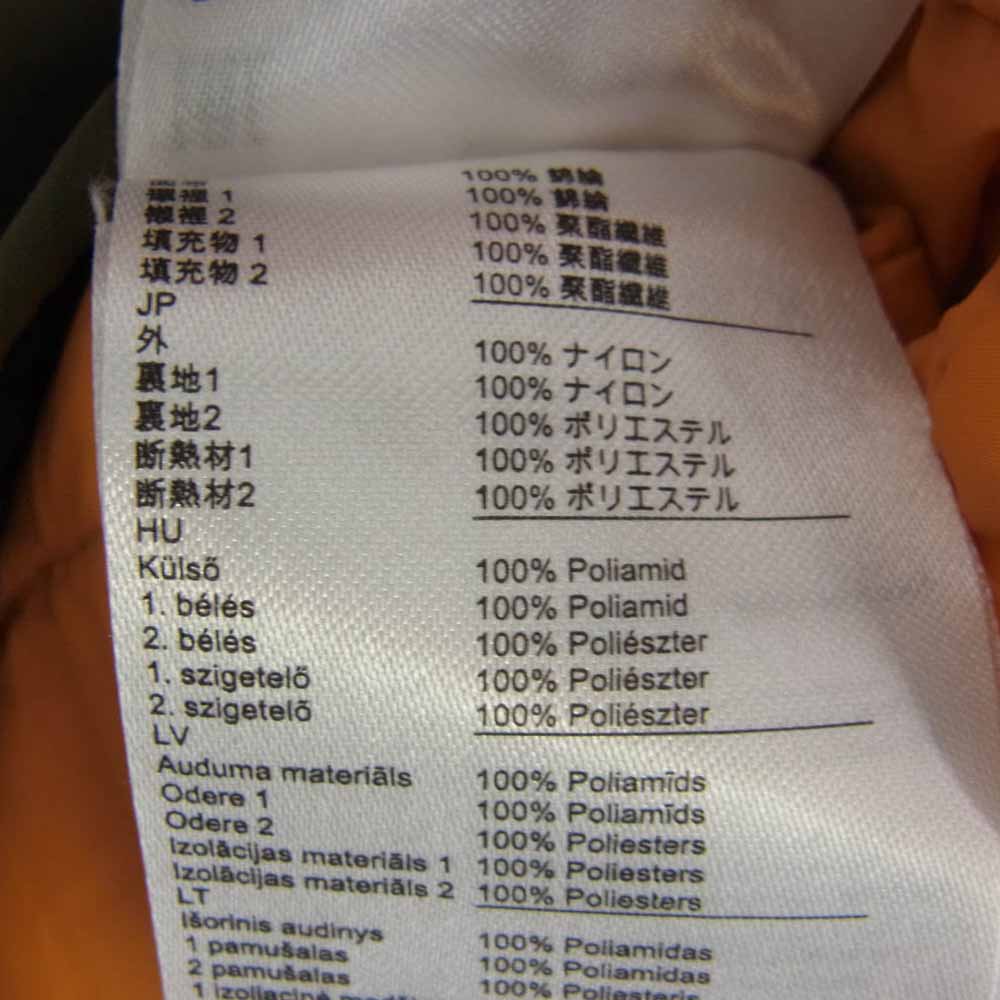 100% 錦綸
襯裡 1 100% 錦綸
襯裡 2 100% 聚酯纖維
填充物 1 100% 聚酯纖維
填充物 2 100% 聚酯纖維
JP
外 100% ナイロン
裏地1 100% ナイロン
裏地2 100% ポリエステル
断熱材1 100% ポリエステル
断熱材2 100% ポリエステル
HU
Külső 100% Poliamid
1. bélés 100% Poliamid
2. bélés 100% Poliészter
1. szigetelő 100% Poliészter
2. szigetelő 100% Poliészter
LV
Auduma materiāls 100% Poliamīds
Odere 1 100% Poliamīds
Odere 2 100% Poliesters
Izolācijas materiāls 1 100% Poliesters
Izolācijas materiāls 2 100% Poliesters
LT
Išorinis audinys 100% Poliamidas
1 pamušalas 100% Poliamidas
2 pamušalas 100% Poliesteris
1 izoliacinė